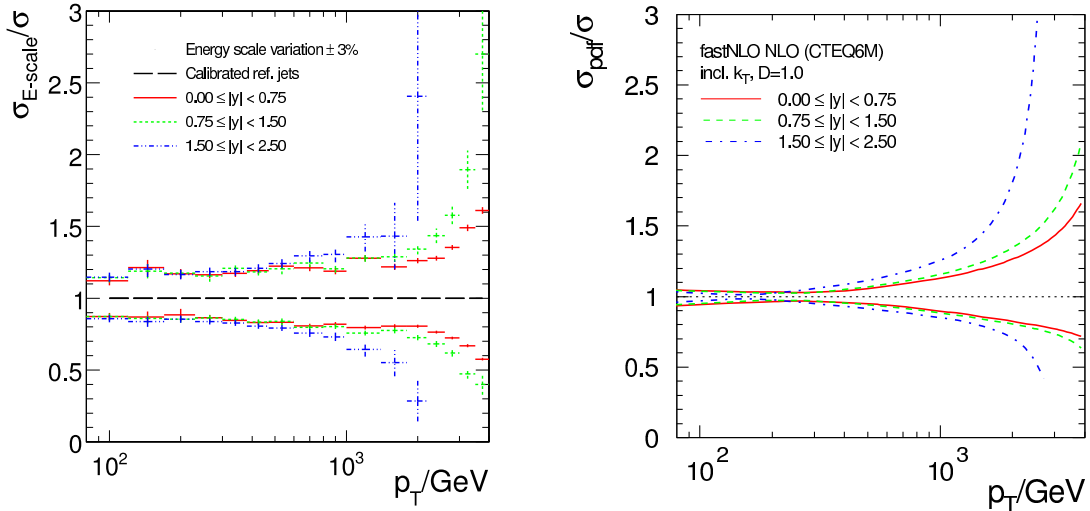 σE-scale/σ
3
2.5
2
1.5
1
0.5
0
Energy scale variation ± 3%
Calibrated ref. jets
0.00 ≤ |y| < 0.75
0.75 ≤ |y| < 1.50
1.50 ≤ |y| < 2.50
10²
10³
pT/GeV
σpdf/σ
3
2.5
2
1.5
1
0.5
0
fastNLO NLO (CTEQ6M)
incl. kT, D=1.0
0.00 ≤ |y| < 0.75
0.75 ≤ |y| < 1.50
1.50 ≤ |y| < 2.50
10²
10³
pT/GeV